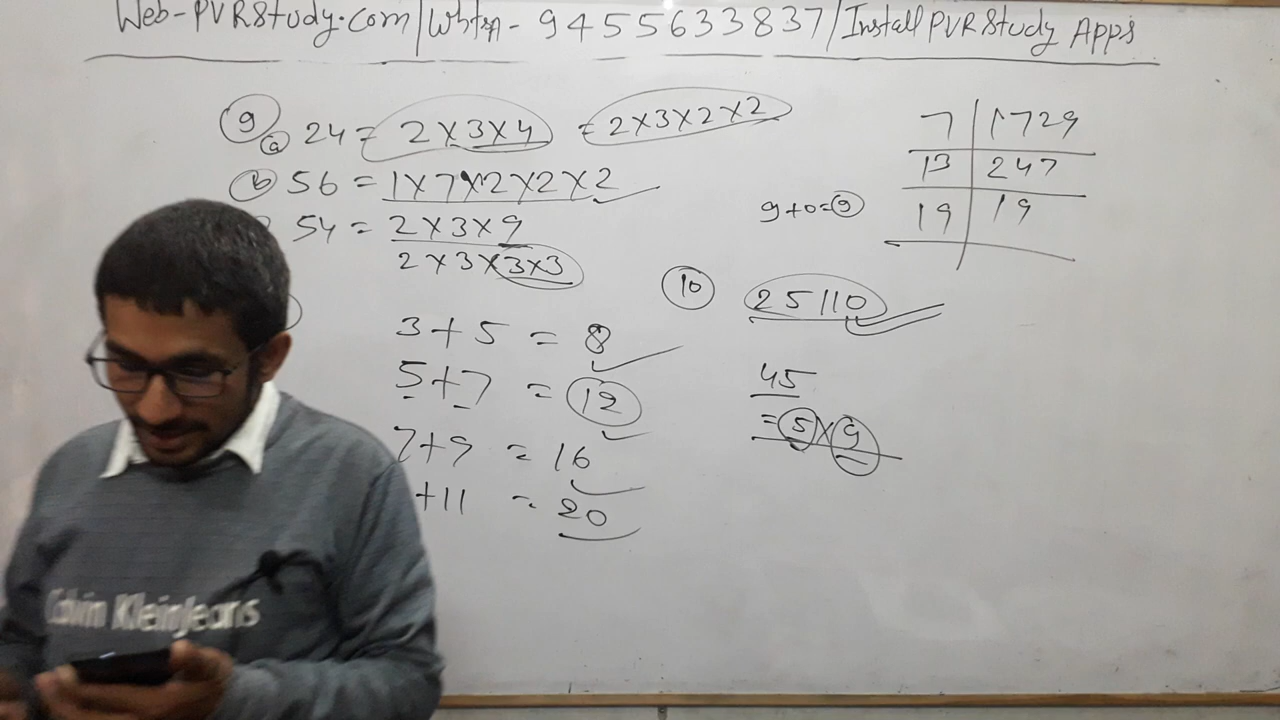 Web-PVRStudy.com/Whtsp-9455633837/Install PVR Study Apps
9
a 24 = 2×3×4 = 2×3×2×2
b 56 = 1×7×2×2×2
54 = 2×3×9
2×3×3×3
3+5 = 8
5+7 = 12
7+9 = 16
+11 = 20
7 | 1729
13 | 247
19 | 19
9+0=9
10 25110
45
= 5×9
Calvin Klein Jeans